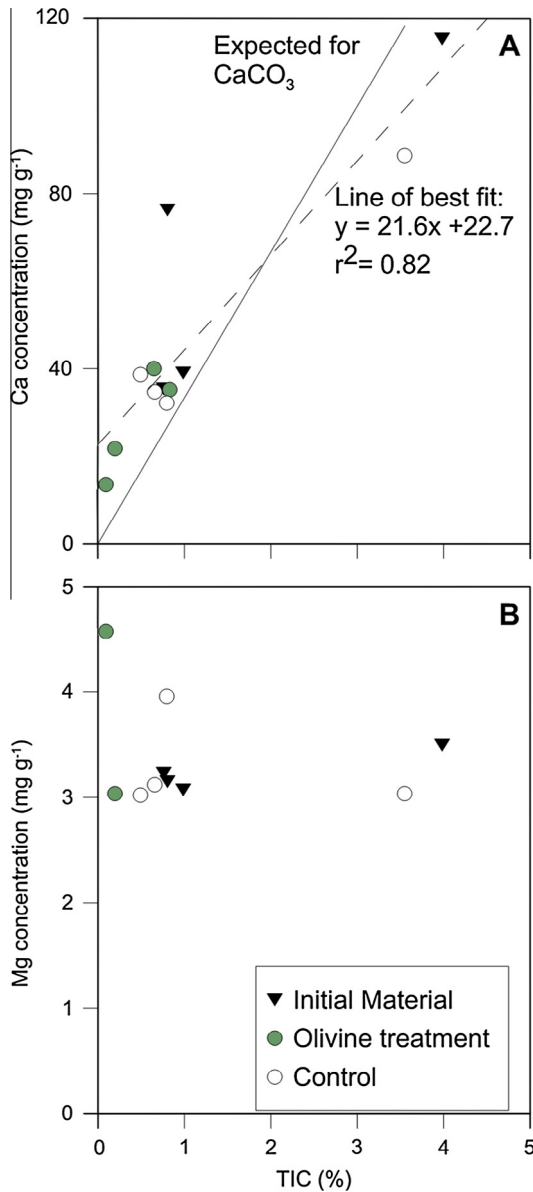 120
80
40
0
Ca concentration (mg g⁻¹)
Expected for
CaCO₃
A
Line of best fit:
y = 21.6x +22.7
r²= 0.82
5
4
3
2
1
0
Mg concentration (mg g⁻¹)
B
Initial Material
Olivine treatment
Control
0 1 2 3 4 5
TIC (%)